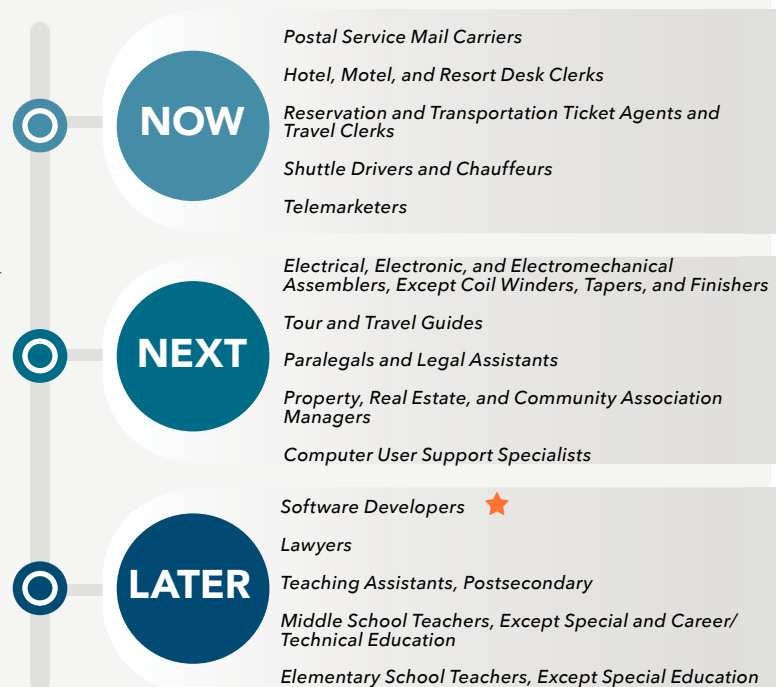 NOW
Postal Service Mail Carriers
Hotel, Motel, and Resort Desk Clerks
Reservation and Transportation Ticket Agents and
Travel Clerks
Shuttle Drivers and Chauffeurs
Telemarketers
NEXT
Electrical, Electronic, and Electromechanical
Assemblers, Except Coil Winders, Tapers, and Finishers
Tour and Travel Guides
Paralegals and Legal Assistants
Property, Real Estate, and Community Association
Managers
Computer User Support Specialists
LATER
Software Developers
Lawyers
Teaching Assistants, Postsecondary
Middle School Teachers, Except Special and Career/
Technical Education
Elementary School Teachers, Except Special Education